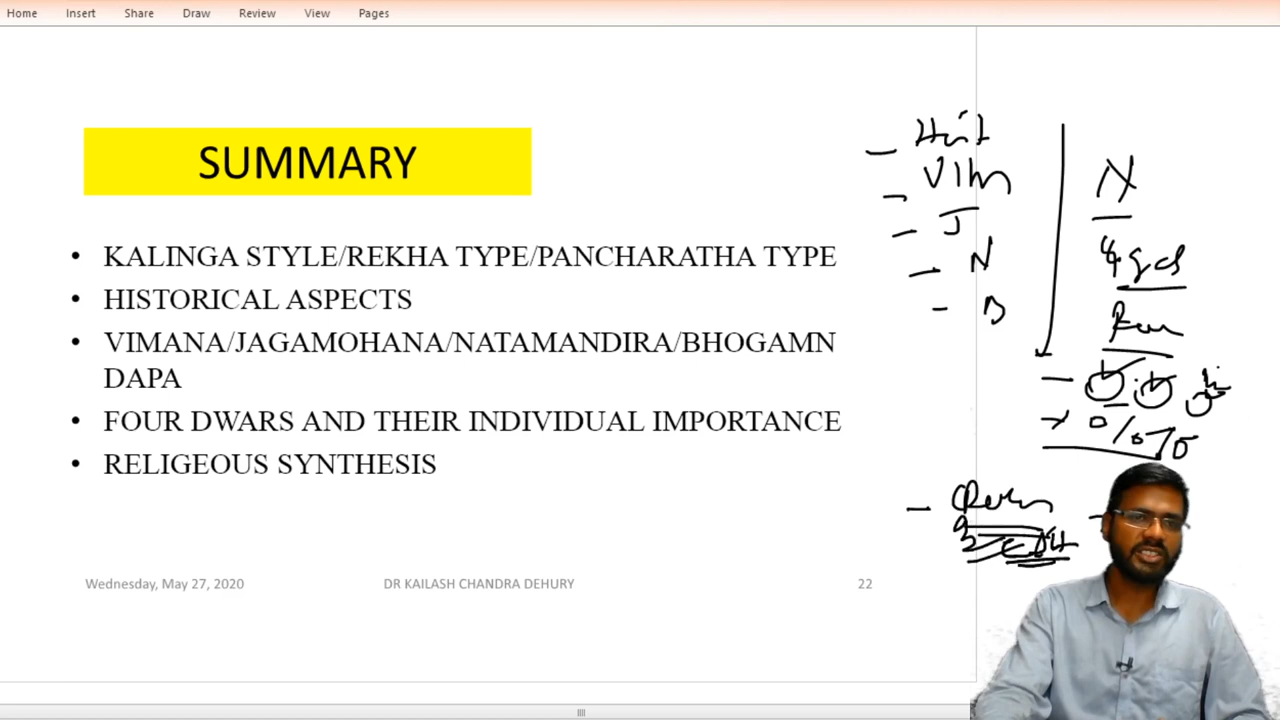 Home Insert Share Draw Review View Pages
SUMMARY
• KALINGA STYLE/REKHA TYPE/PANCHARATHA TYPE
• HISTORICAL ASPECTS
• VIMANA/JAGAMOHANA/NATAMANDIRA/BHOGAMN
DAPA
• FOUR DWARS AND THEIR INDIVIDUAL IMPORTANCE
• RELIGEOUS SYNTHESIS
Wednesday, May 27, 2020 DR KAILASH CHANDRA DEHURY 22
- J
- N
- B
N